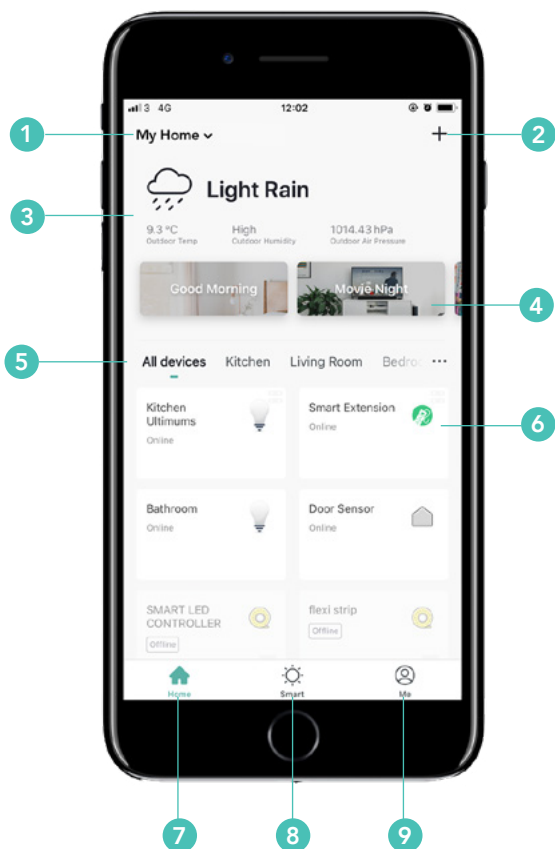 3 4G 12:02
1 My Home 2
Light Rain
3
9.3 °C High 1014.43 hPa
Outdoor Temp Outdoor Humidity Outdoor Air Pressure
Good Morning Movie Night 4
5 All devices Kitchen Living Room Bedro ...
Kitchen
Ultimums
Online
Smart Extension
Online
6
Bathroom
Online
Door Sensor
Online
SMART LED
CONTROLLER
Offline
flexi strip
Offline
Home Smart Me
7 8 9